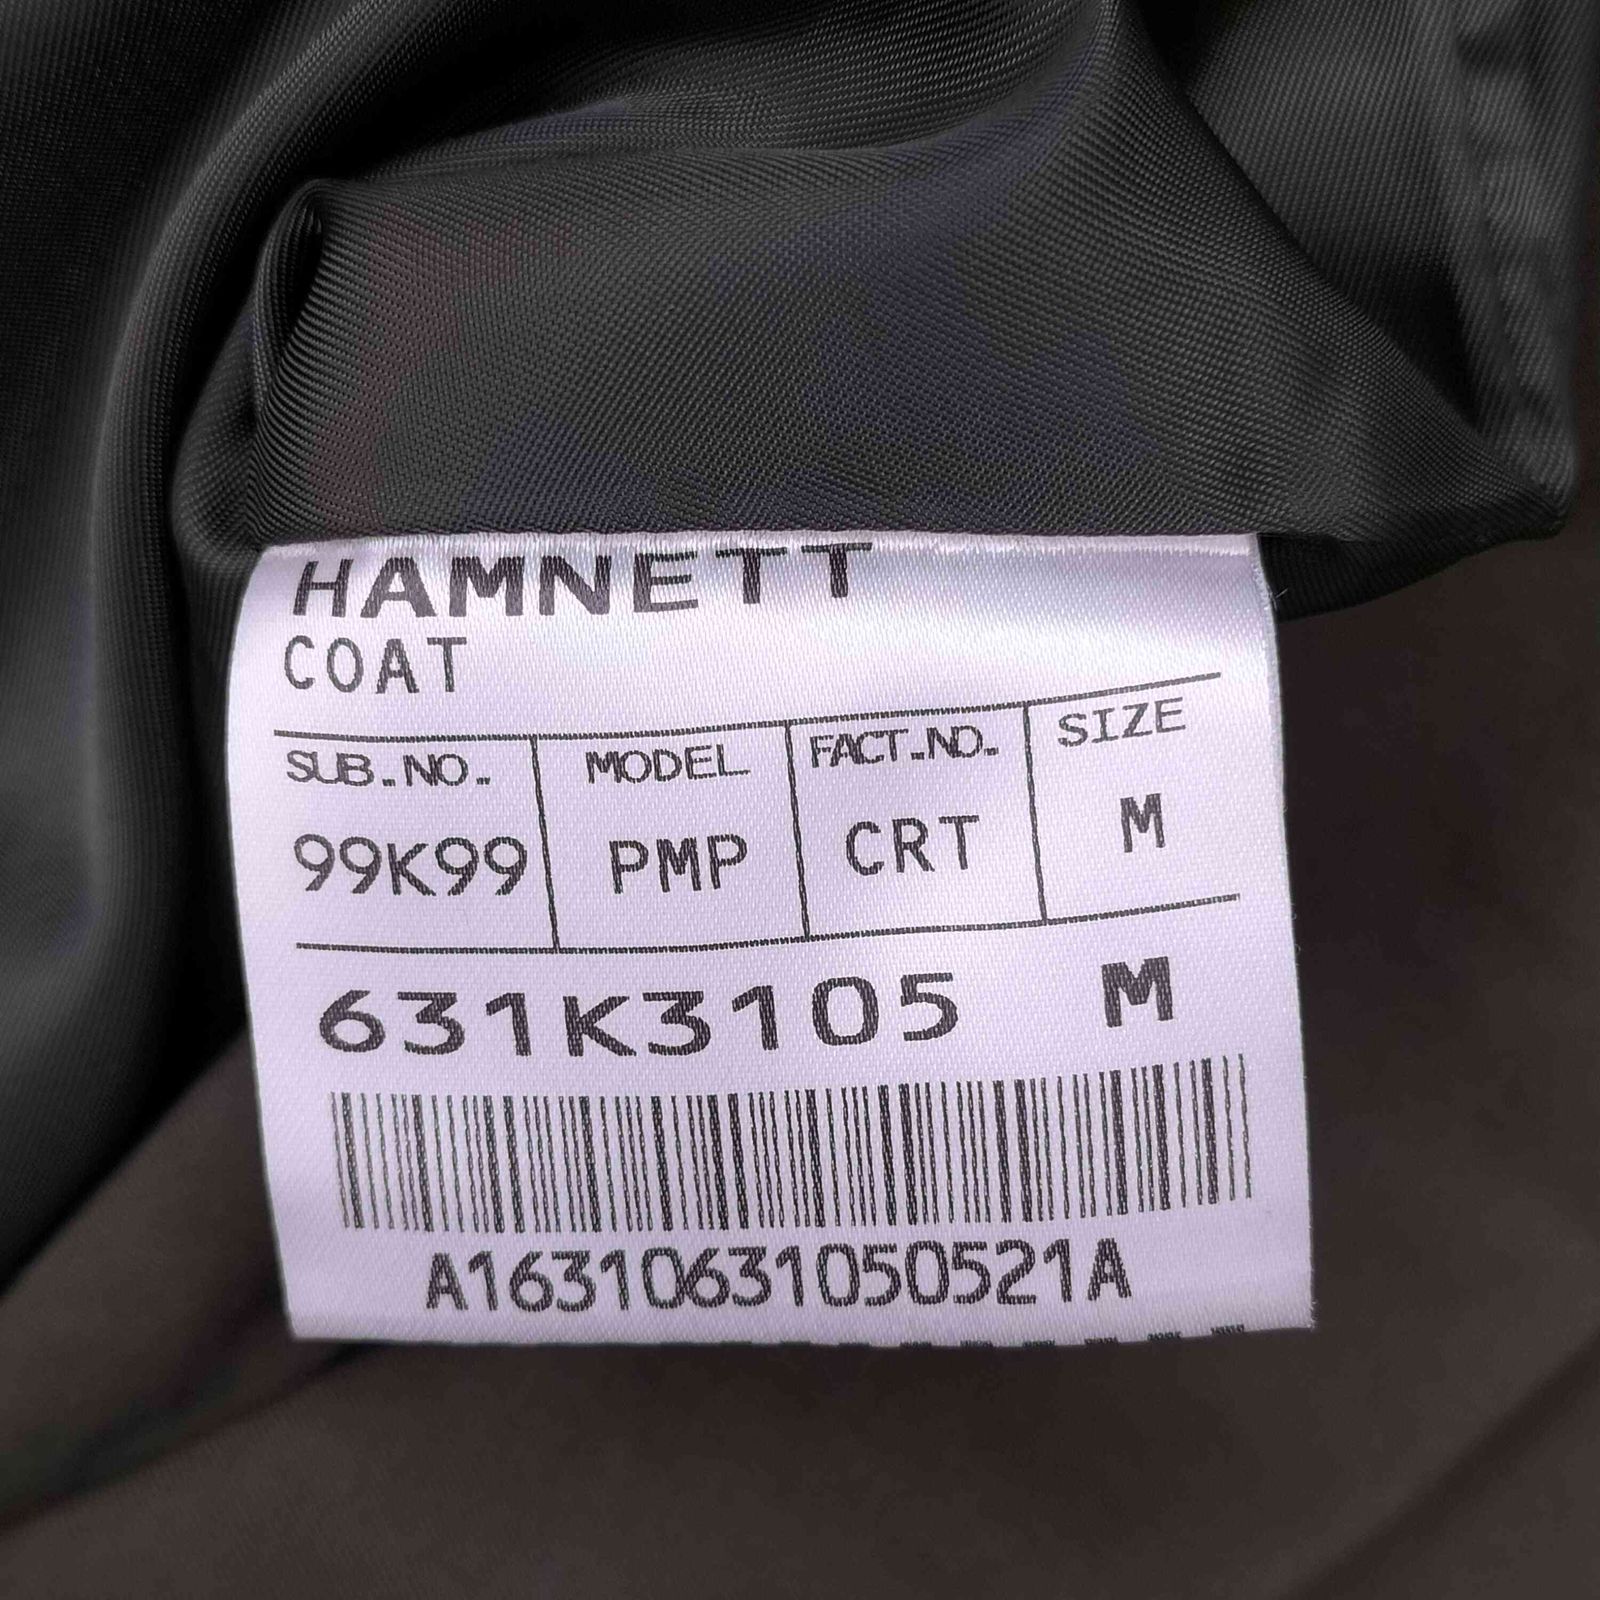 HAMNETT
COAT
SUB.NO. MODEL FACT.NO. SIZE
99K99 PMP CRT M
631K3105 M
A16310631050521A